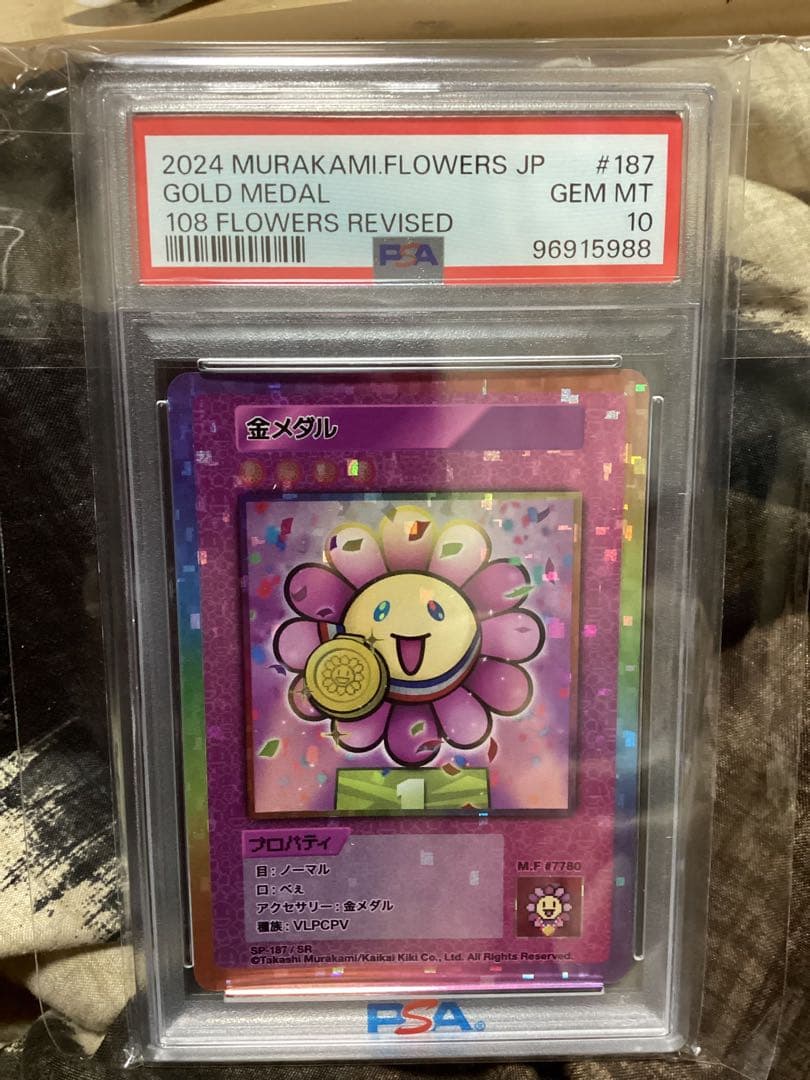 2024 MURAKAMI.FLOWERS JP #187
GOLD MEDAL GEM MT
108 FLOWERS REVISED 10
PSA 96915988
金メダル
1
プロパティ
目:ノーマル
口:べぇ
アクセサリー:金メダル
種族:VLPCPV
M.F #7780
SP-187 / SR
©Takashi Murakami/Kaikai Kiki Co., Ltd. All Rights Reserved.
PSA®